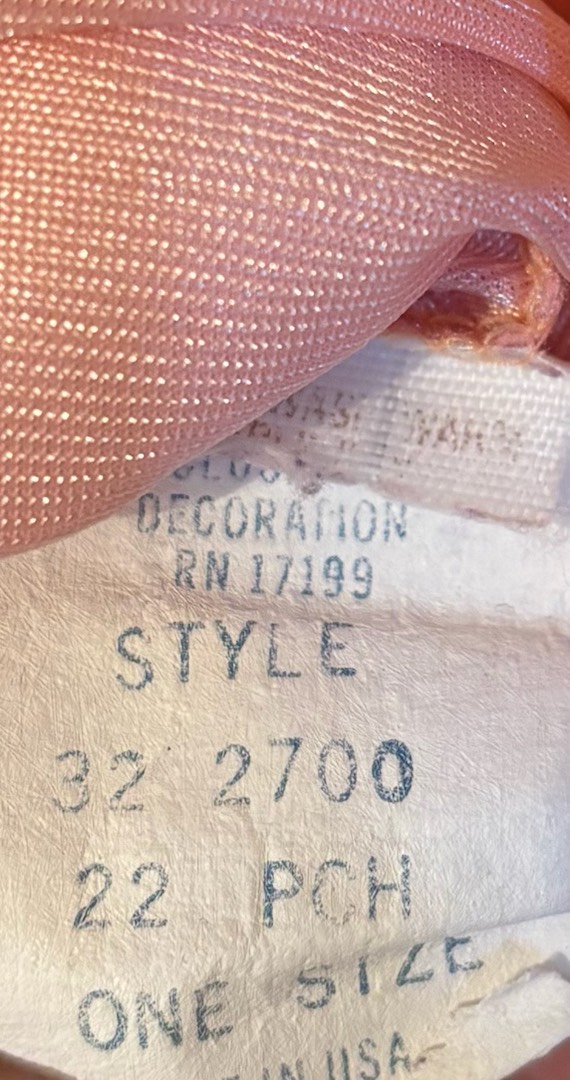 DECORATION
RN 17199
STYLE
32 2700
22 PCH
ONE SIZE
IN USA